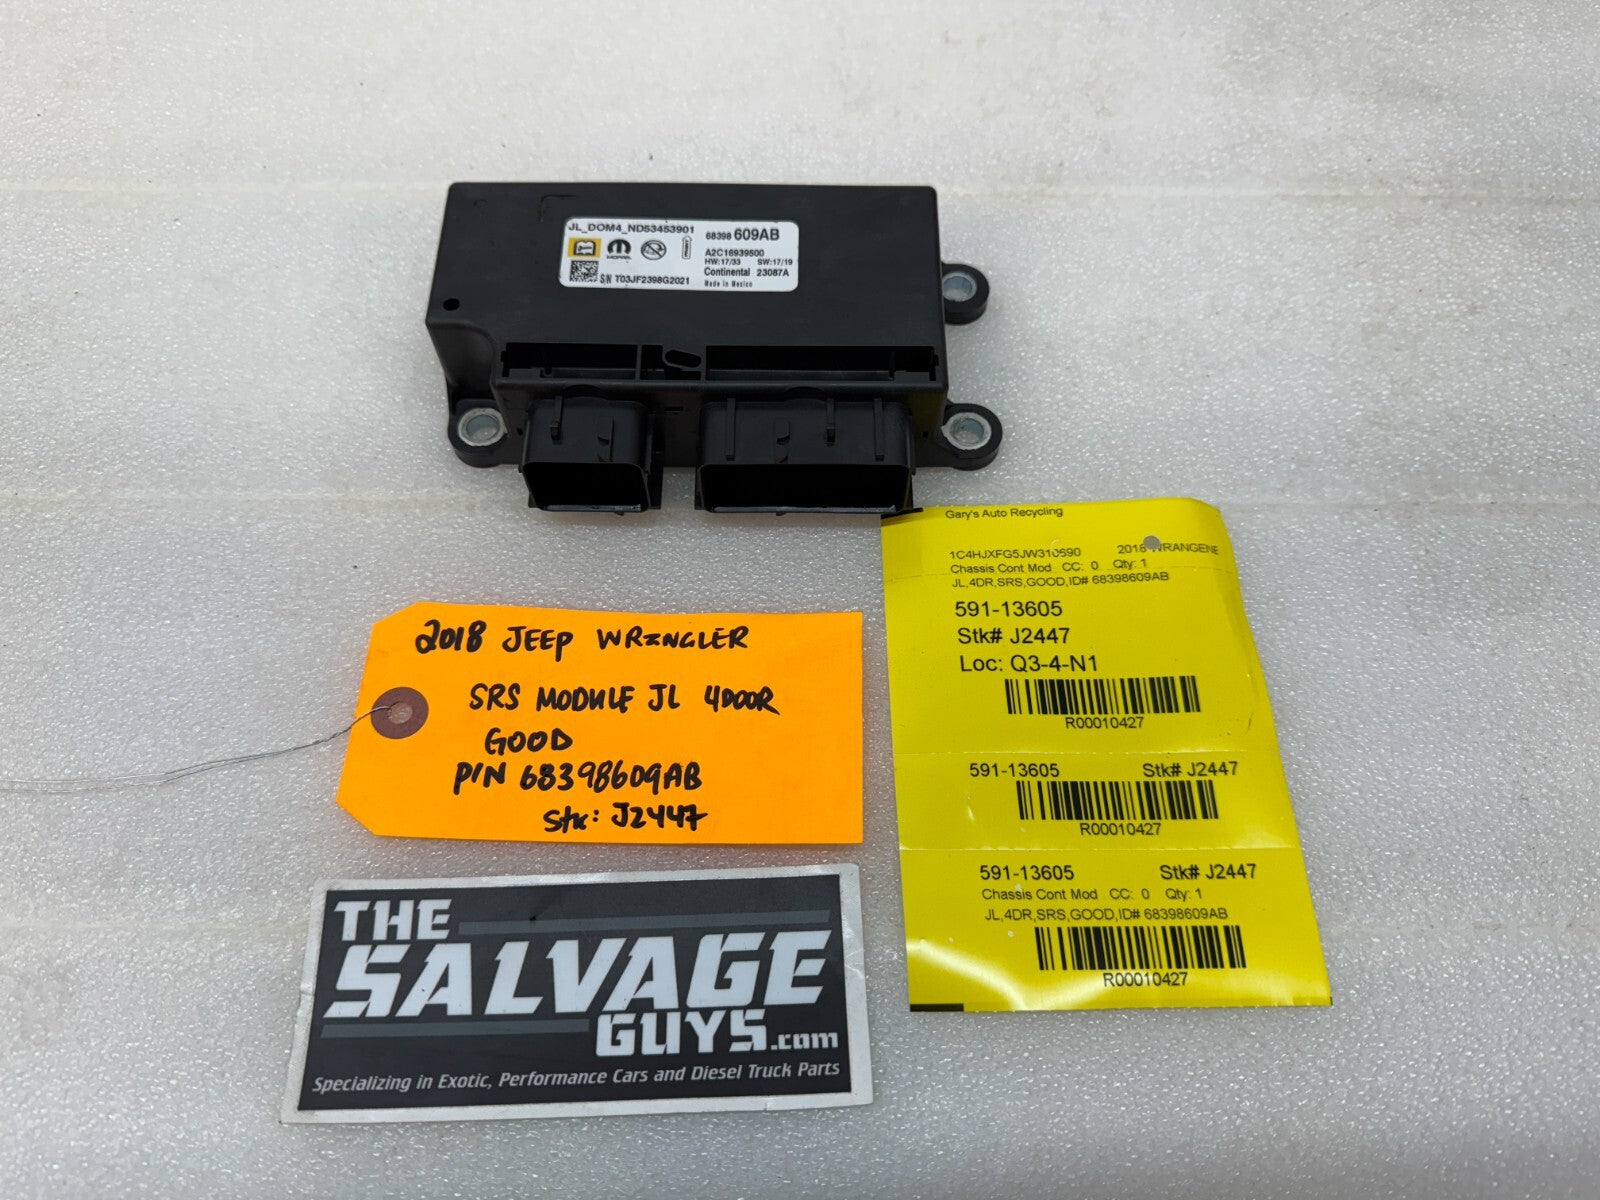 JL_DOM4_ND53453901
68398 609AB
MOPAR
A2C16939500
HW:17/33 SW:17/19
S/N T03JF2398G2021
Continental 23087A
Made in Mexico
Gary's Auto Recycling
1C4HJXFG5JW310690 2018 WRANGENE
Chassis Cont Mod CC: 0 Qty: 1
JL,4DR,SRS,GOOD,ID# 68398609AB
591-13605
Stk# J2447
Loc: Q3-4-N1
R00010427
591-13605 Stk# J2447
R00010427
591-13605 Stk# J2447
Chassis Cont Mod CC: 0 Qty: 1
JL,4DR,SRS,GOOD,ID# 68398609AB
R00010427
2018 JEEP WRANGLER
SRS MODULE JL 4DOOR
GOOD
P/N 68398609AB
Stk: J2447
THE
SALVAGE
GUYS.com
Specializing in Exotic, Performance Cars and Diesel Truck Parts